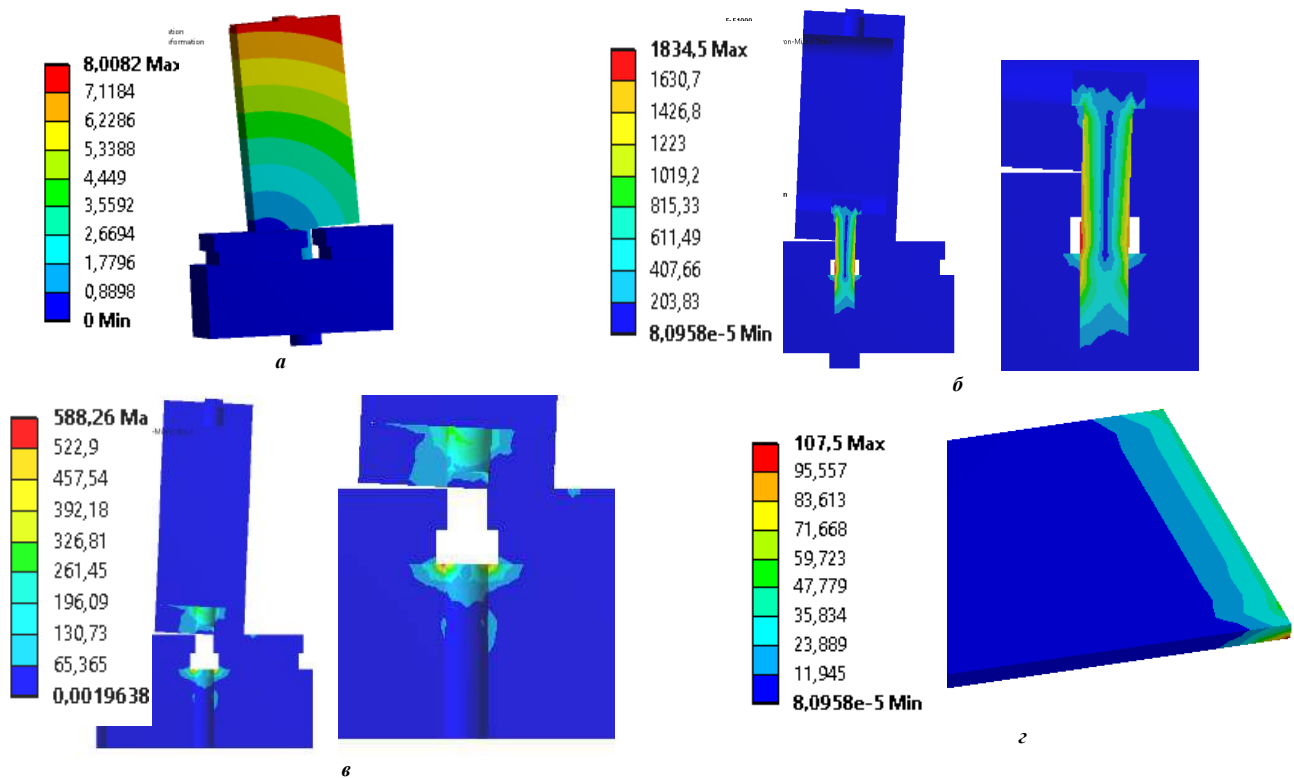 stion
sformation
8,0082 Max
7,1184
6,2286
5,3388
4,449
3,5592
2,6694
1,7796
0,8898
0 Min
а
1834,5 Max
1630,7
1426,8
1223
1019,2
815,33
611,49
407,66
203,83
8,0958e-5 Min
б
588,26 Ma
522,9
457,54
392,18
326,81
261,45
196,09
130,73
65,365
0,0019638
в
107,5 Max
95,557
83,613
71,668
59,723
47,779
35,834
23,889
11,945
8,0958e-5 Min
г